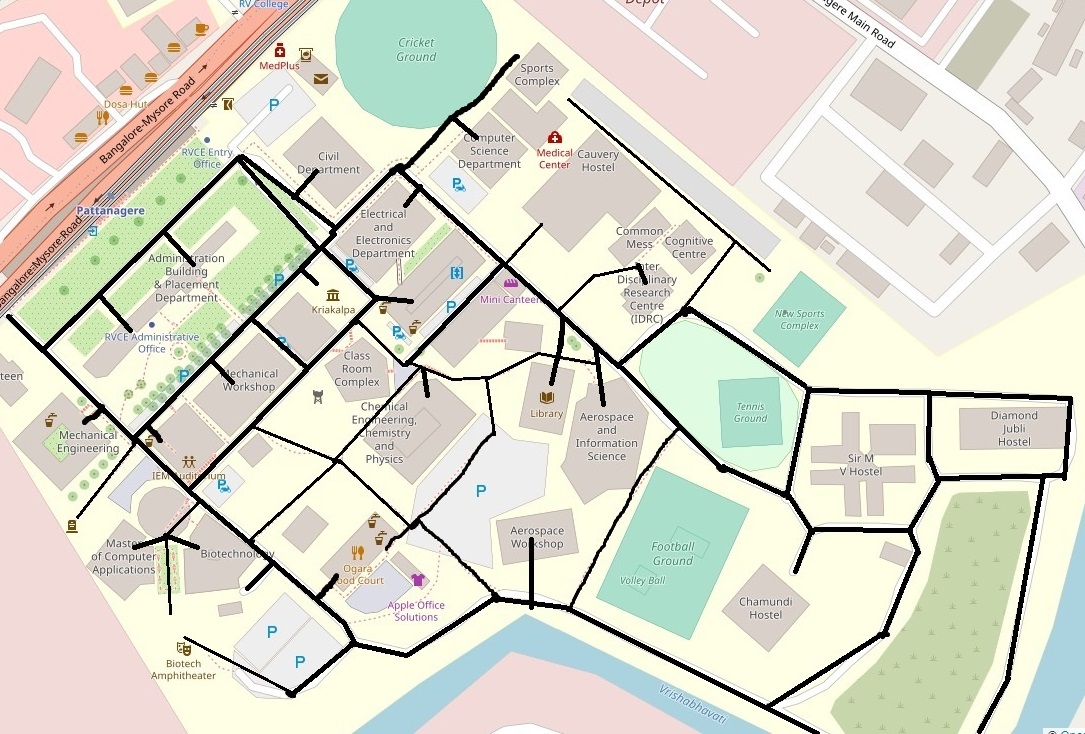 RV College
Depot
agere Main Road
MedPlus
Cricket
Ground
Dosa Hut
Bangalore-Mysore Road
P
Sports
Complex
RVCE Entry
Office
Civil
Department
Computer
Science
Department
P
Medical
Center
Cauvery
Hostel
Pattanagere
Bangalore-Mysore Road
Electrical
and
Electronics
Department
Common
Mess
Cognitive
Centre
Administration
Building
& Placement
Department
P
P
P
Inter
Disciplinary
Research
Centre
(IDRC)
Mini Canteen
Kriakalpa
P
New Sports
Complex
RVCE Administrative
Office
P
P
teen
P
Mechanical
Workshop
Class
Room
Complex
Library
Tennis
Ground
Chemical
Engineering,
Chemistry
and
Physics
Aerospace
and
Information
Science
Diamond
Jubli
Hostel
Mechanical
Engineering
Sir M
V Hostel
IEM Auditorium
P
P
Master
of Computer
Applications
Biotechnology
Aerospace
Workshop
Football
Ground
Volley Ball
Ogara
Food Court
Apple Office
Solutions
Chamundi
Hostel
P
P
Biotech
Amphitheater
Vrishabhavati